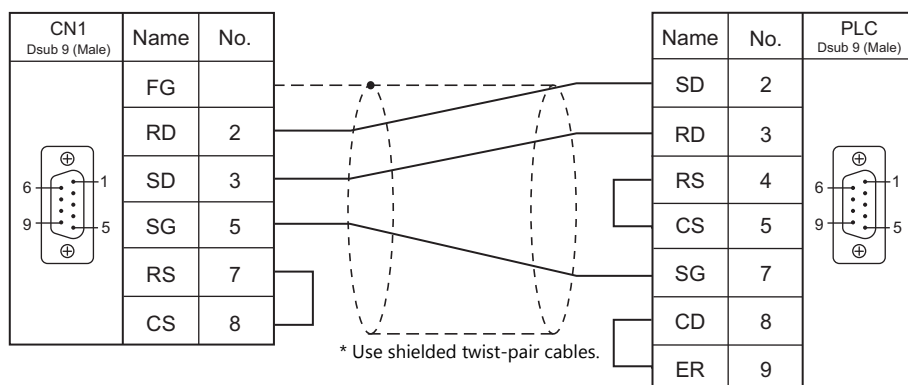 CN1
Dsub 9 (Male)
Name No.
FG
RD 2
SD 3
SG 5
RS 7
CS 8
6
1
9
5
* Use shielded twist-pair cables.
Name No.
PLC
Dsub 9 (Male)
SD 2
RD 3
RS 4
CS 5
SG 7
CD 8
ER 9
6
1
9
5